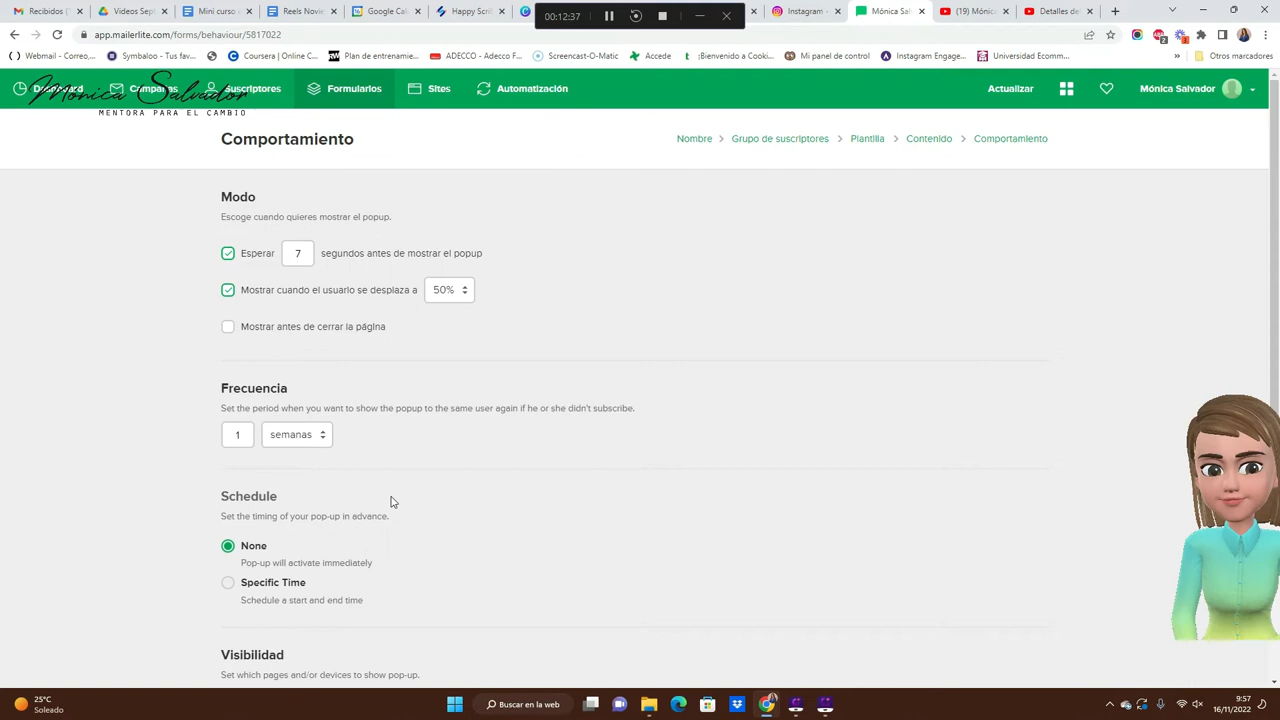 Recibidos (1
Videos Sep
Mini curso
Reels Novie
Google Cal
Happy Scri
00:12:37
Instagram
Mónica Sal
(19) Mónic
Detalles de
app.mailerlite.com/forms/behaviour/5817022
Webmail - Correo,...
Symbaloo - Tus fav...
Coursera | Online C...
Plan de entrenamie...
ADECCO - Adecco F...
Screencast-O-Matic
Accede
¡Bienvenido a Cooki...
Mi panel de control
Instagram Engage...
Universidad Ecomm...
»
Otros marcadores
Dashboard
Campañas
Suscriptores
Formularios
Sites
Automatización
Actualizar
Mónica Salvador
Mónica Salvador
MENTORA PARA EL CAMBIO
Comportamiento
Nombre > Grupo de suscriptores > Plantilla > Contenido > Comportamiento
Modo
Escoge cuando quieres mostrar el popup.
Esperar 7 segundos antes de mostrar el popup
Mostrar cuando el usuario se desplaza a 50%
Mostrar antes de cerrar la página
Frecuencia
Set the period when you want to show the popup to the same user again if he or she didn't subscribe.
1 semanas
Schedule
Set the timing of your pop-up in advance.
None
Pop-up will activate immediately
Specific Time
Schedule a start and end time
Visibilidad
Set which pages and/or devices to show pop-up.
25°C
Soleado
Buscar en la web
9:57
16/11/2022